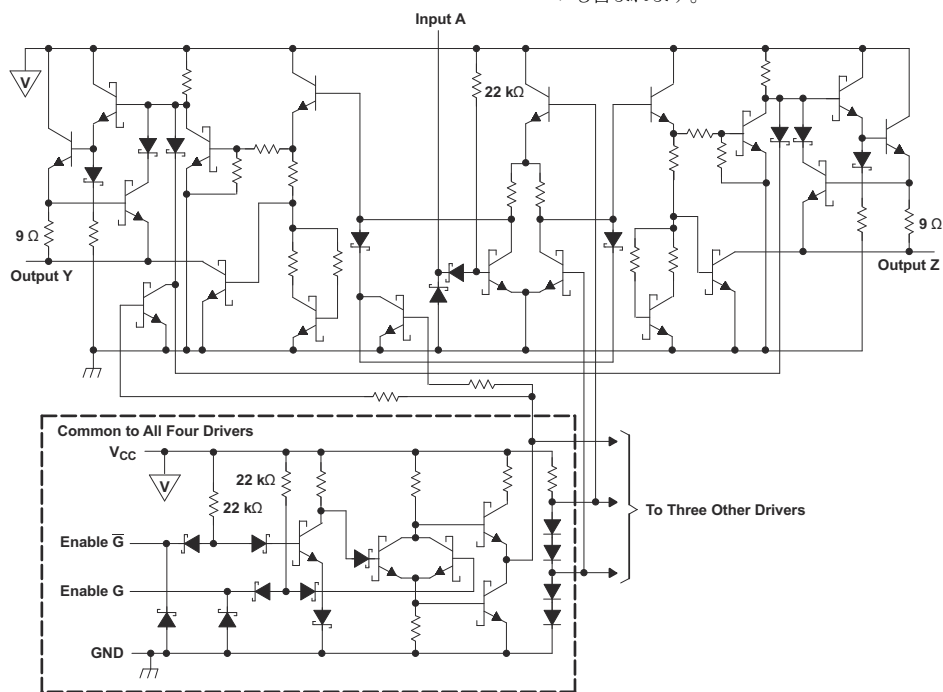 Input A
V
22 kΩ
9 Ω
9 Ω
Output Y
Output Z
Common to All Four Drivers
VCC
V
22 kΩ
22 kΩ
To Three Other Drivers
Enable G̅
Enable G
GND